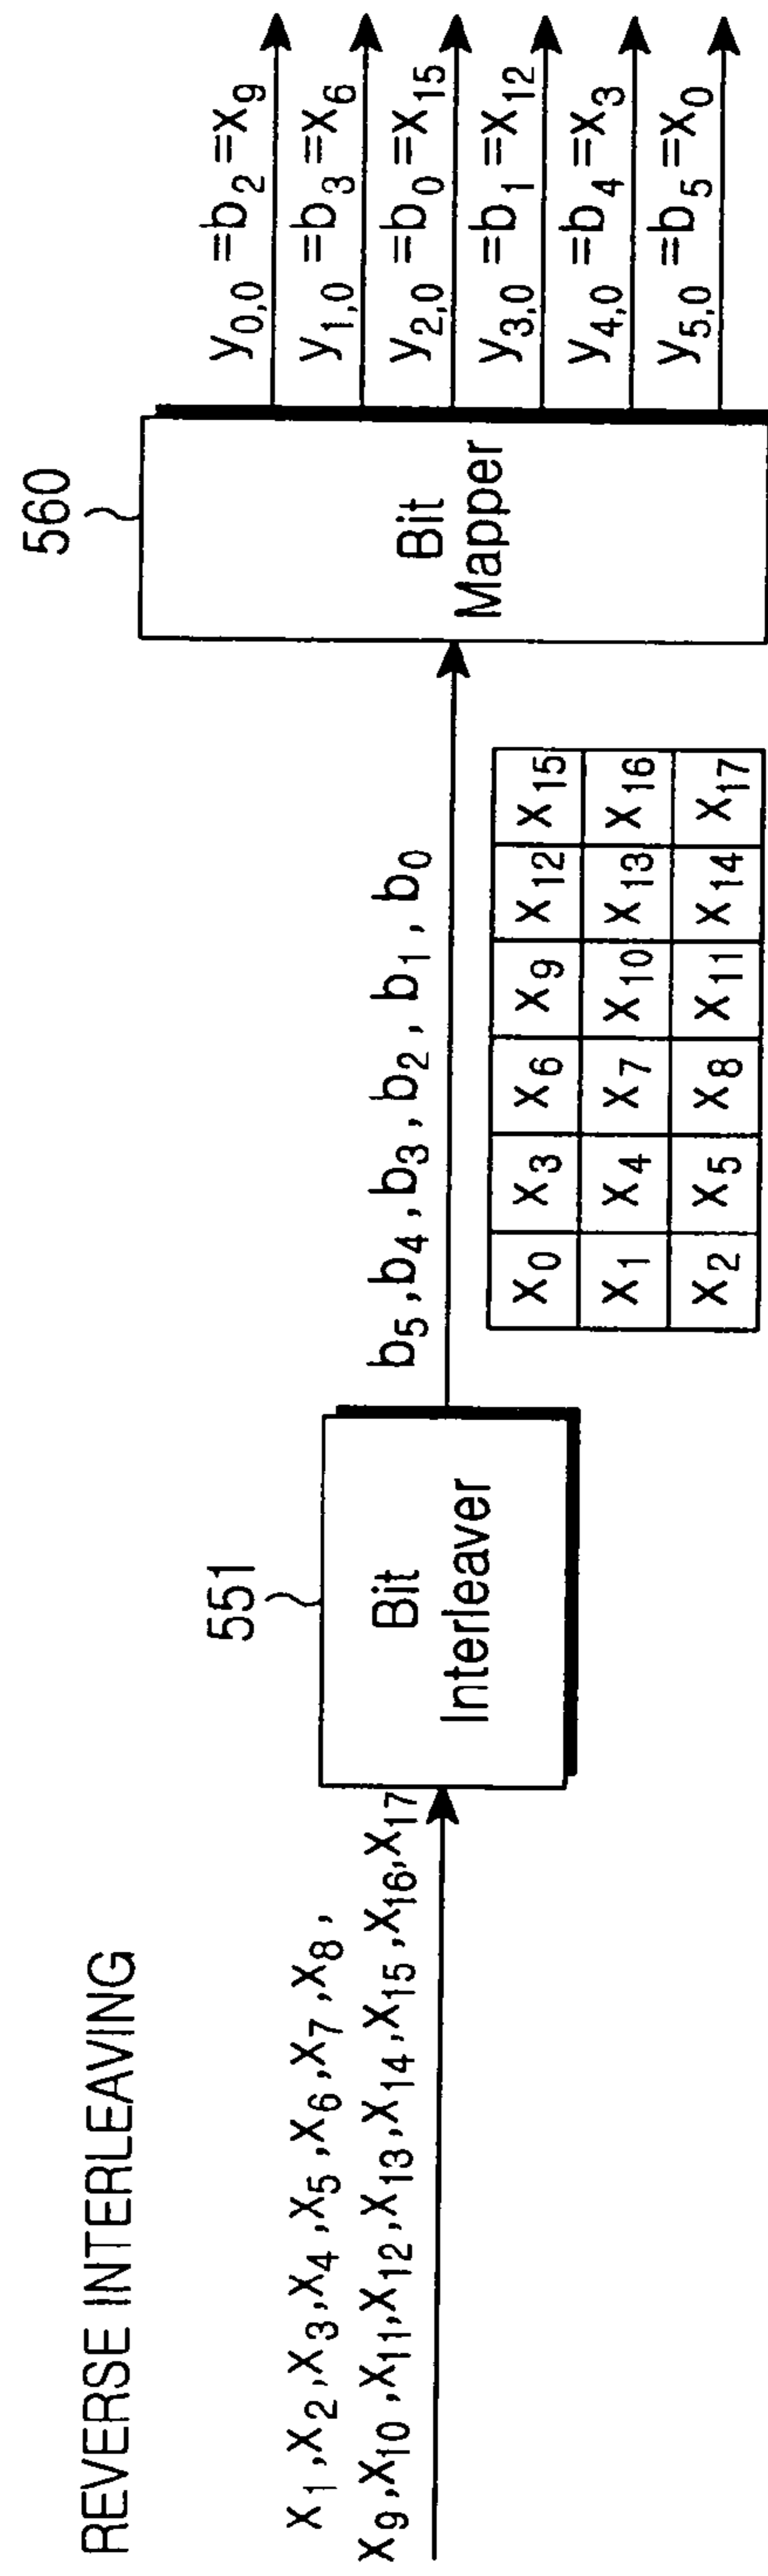 REVERSE INTERLEAVING
x₁,x₂,x₃,x₄,x₅,x₆,x₇,x₈,
x₉,x₁₀,x₁₁,x₁₂,x₁₃,x₁₄,x₁₅,x₁₆,x₁₇
551
Bit
Interleaver
b₅,b₄,b₃,b₂,b₁,b₀
x₀ x₃ x₆ x₉ x₁₂ x₁₅
x₁ x₄ x₇ x₁₀ x₁₃ x₁₆
x₂ x₅ x₈ x₁₁ x₁₄ x₁₇
560
Bit
Mapper
y₀,₀=b₂=x₉
y₁,₀=b₃=x₆
y₂,₀=b₀=x₁₅
y₃,₀=b₁=x₁₂
y₄,₀=b₄=x₃
y₅,₀=b₅=x₀